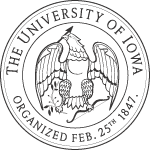 THE UNIVERSITY OF IOWA
ORGANIZED FEB. 25TH 1847.